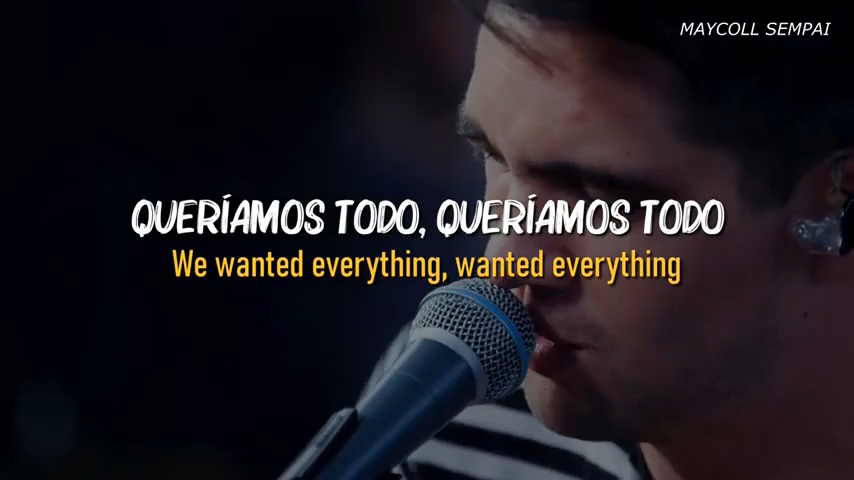 MAYCOLL SEMPAI
QUERÍAMOS TODO, QUERÍAMOS TODO
We wanted everything, wanted everything